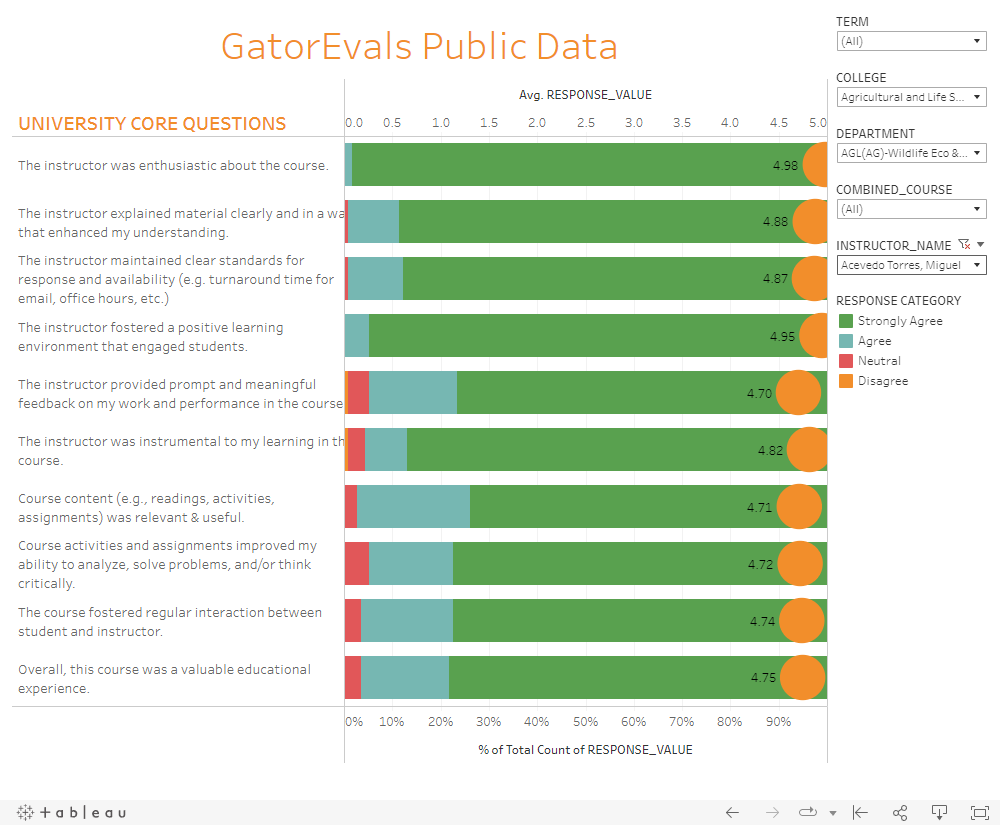 GatorEvals Public Data
Avg. RESPONSE_VALUE
UNIVERSITY CORE QUESTIONS
0.0 0.5 1.0 1.5 2.0 2.5 3.0 3.5 4.0 4.5 5.0
The instructor was enthusiastic about the course.
4.98
The instructor explained material clearly and in a wa
that enhanced my understanding.
4.88
The instructor maintained clear standards for
response and availability (e.g. turnaround time for
email, office hours, etc.)
4.87
The instructor fostered a positive learning
environment that engaged students.
4.95
The instructor provided prompt and meaningful
feedback on my work and performance in the course
4.70
The instructor was instrumental to my learning in th
course.
4.82
Course content (e.g., readings, activities,
assignments) was relevant & useful.
4.71
Course activities and assignments improved my
ability to analyze, solve problems, and/or think
critically.
4.72
The course fostered regular interaction between
student and instructor.
4.74
Overall, this course was a valuable educational
experience.
4.75
0% 10% 20% 30% 40% 50% 60% 70% 80% 90%
% of Total Count of RESPONSE_VALUE
TERM
(All)
COLLEGE
Agricultural and Life S...
DEPARTMENT
AGL(AG)-Wildlife Eco &...
COMBINED_COURSE
(All)
INSTRUCTOR_NAME
Acevedo Torres, Miguel
RESPONSE CATEGORY
Strongly Agree
Agree
Neutral
Disagree
+ a b | e a u